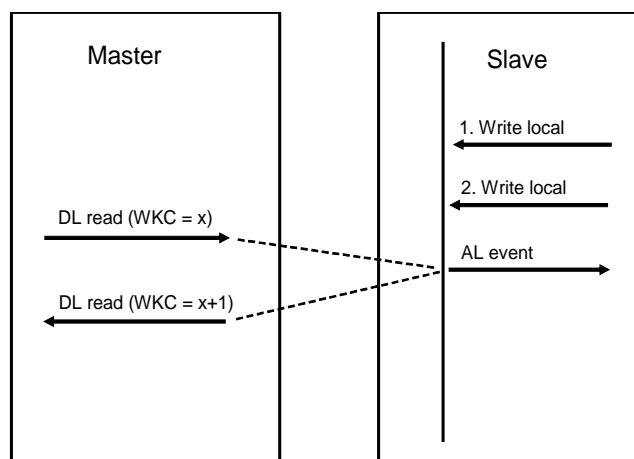 Master
Slave
1. Write local
2. Write local
DL read (WKC = x)
AL event
DL read (WKC = x+1)